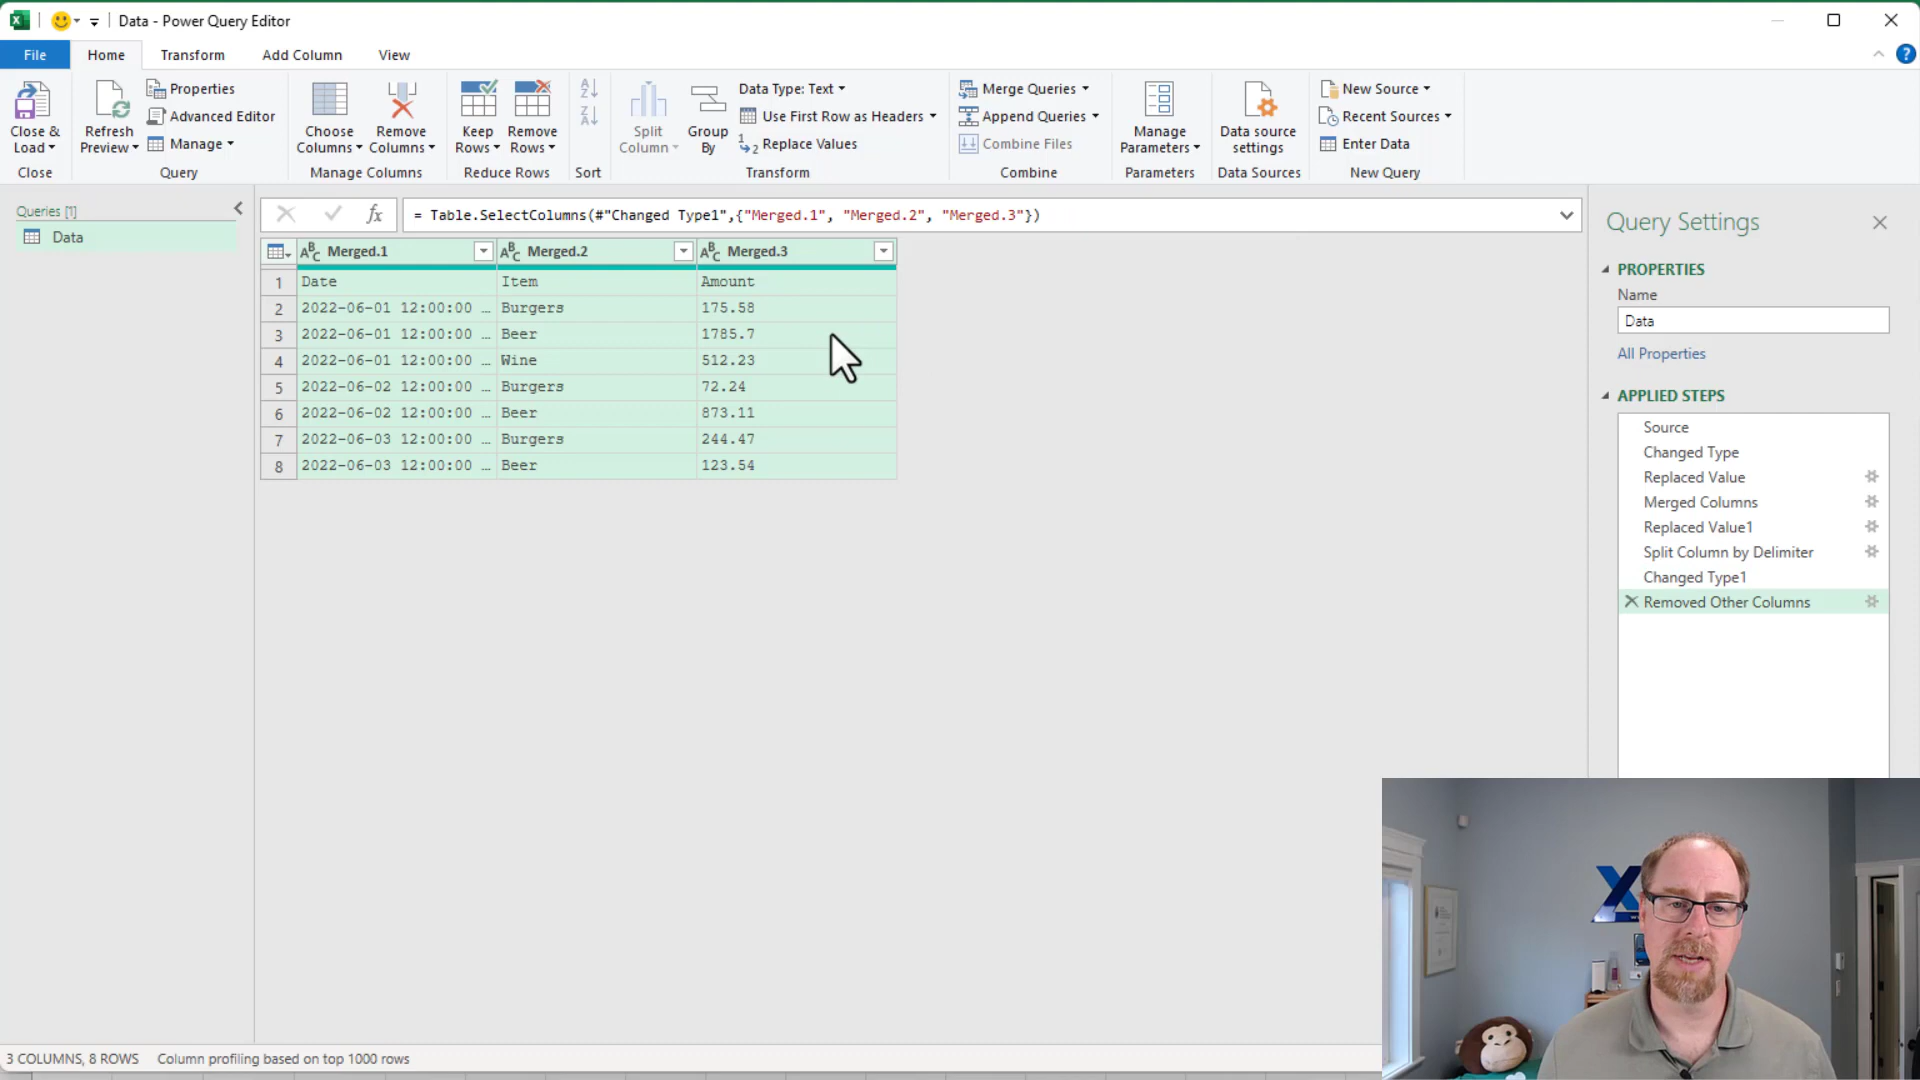 Data - Power Query Editor
File Home Transform Add Column View
Close & Load
Refresh Preview
Properties
Advanced Editor
Manage
Choose Columns
Remove Columns
Keep Rows
Remove Rows
Split Column
Group By
Data Type: Text
Use First Row as Headers
Replace Values
Merge Queries
Append Queries
Combine Files
Manage Parameters
Data source settings
New Source
Recent Sources
Enter Data
Close Query Manage Columns Reduce Rows Sort Transform Combine Parameters Data Sources New Query
Queries [1]
Data
= Table.SelectColumns(#"Changed Type1",{"Merged.1", "Merged.2", "Merged.3"})
Merged.1 Merged.2 Merged.3
1 Date Item Amount
2 2022-06-01 12:00:00 … Burgers 175.58
3 2022-06-01 12:00:00 … Beer 1785.7
4 2022-06-01 12:00:00 … Wine 512.23
5 2022-06-02 12:00:00 … Burgers 72.24
6 2022-06-02 12:00:00 … Beer 873.11
7 2022-06-03 12:00:00 … Burgers 244.47
8 2022-06-03 12:00:00 … Beer 123.54
Query Settings
PROPERTIES
Name
Data
All Properties
APPLIED STEPS
Source
Changed Type
Replaced Value
Merged Columns
Replaced Value1
Split Column by Delimiter
Changed Type1
Removed Other Columns
3 COLUMNS, 8 ROWS Column profiling based on top 1000 rows